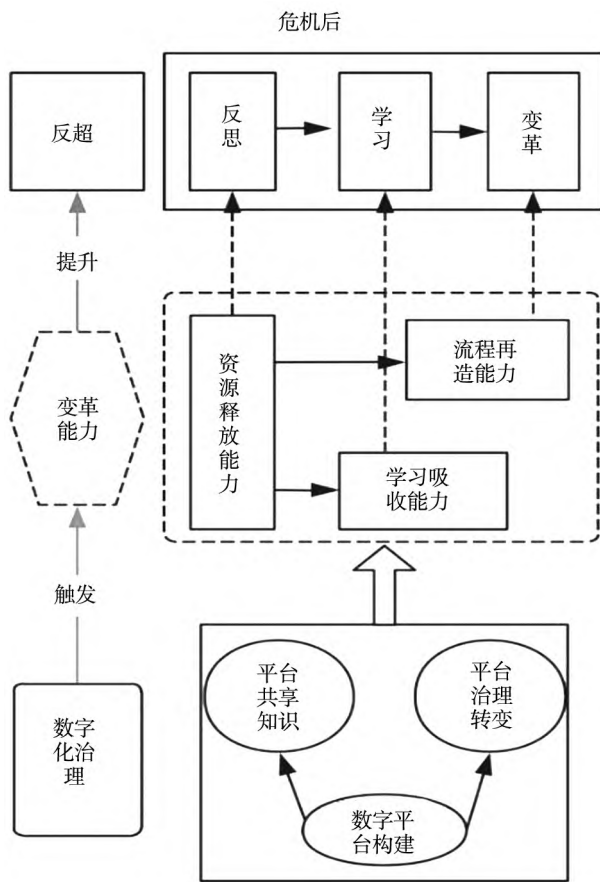 危机后
反超
反
思
学
习
变
革
提升
变革
能力
资
源
释
放
能
力
流程再
造能力
学习吸
收能力
触发
数字
化治
理
平台
共享
知识
平台
治理
转变
数字平
台构建